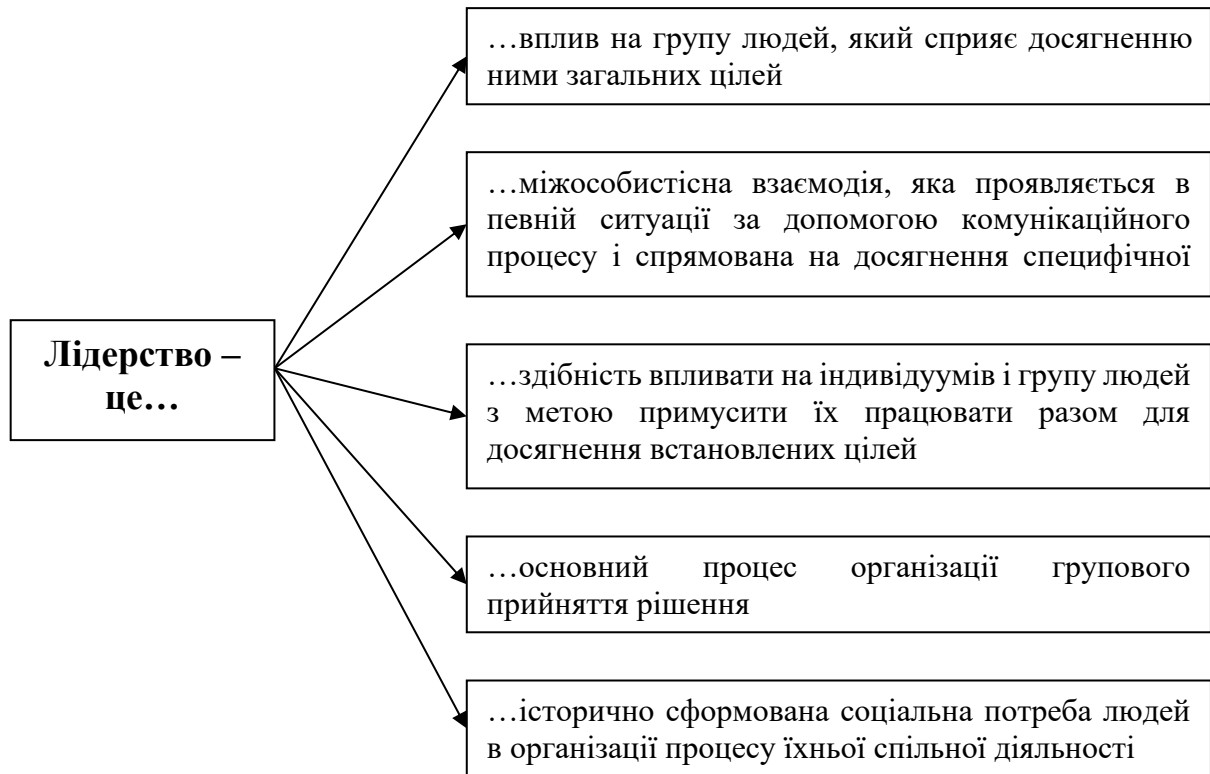 …вплив на групу людей, який сприяє досягненню
ними загальних цілей
…міжособистісна взаємодія, яка проявляється в
певній ситуації за допомогою комунікаційного
процесу і спрямована на досягнення специфічної
Лідерство –
це…
…здібність впливати на індивідуумів і групу людей
з метою примусити їх працювати разом для
досягнення встановлених цілей
…основний процес організації групового
прийняття рішення
…історично сформована соціальна потреба людей
в організації процесу їхньої спільної діяльності